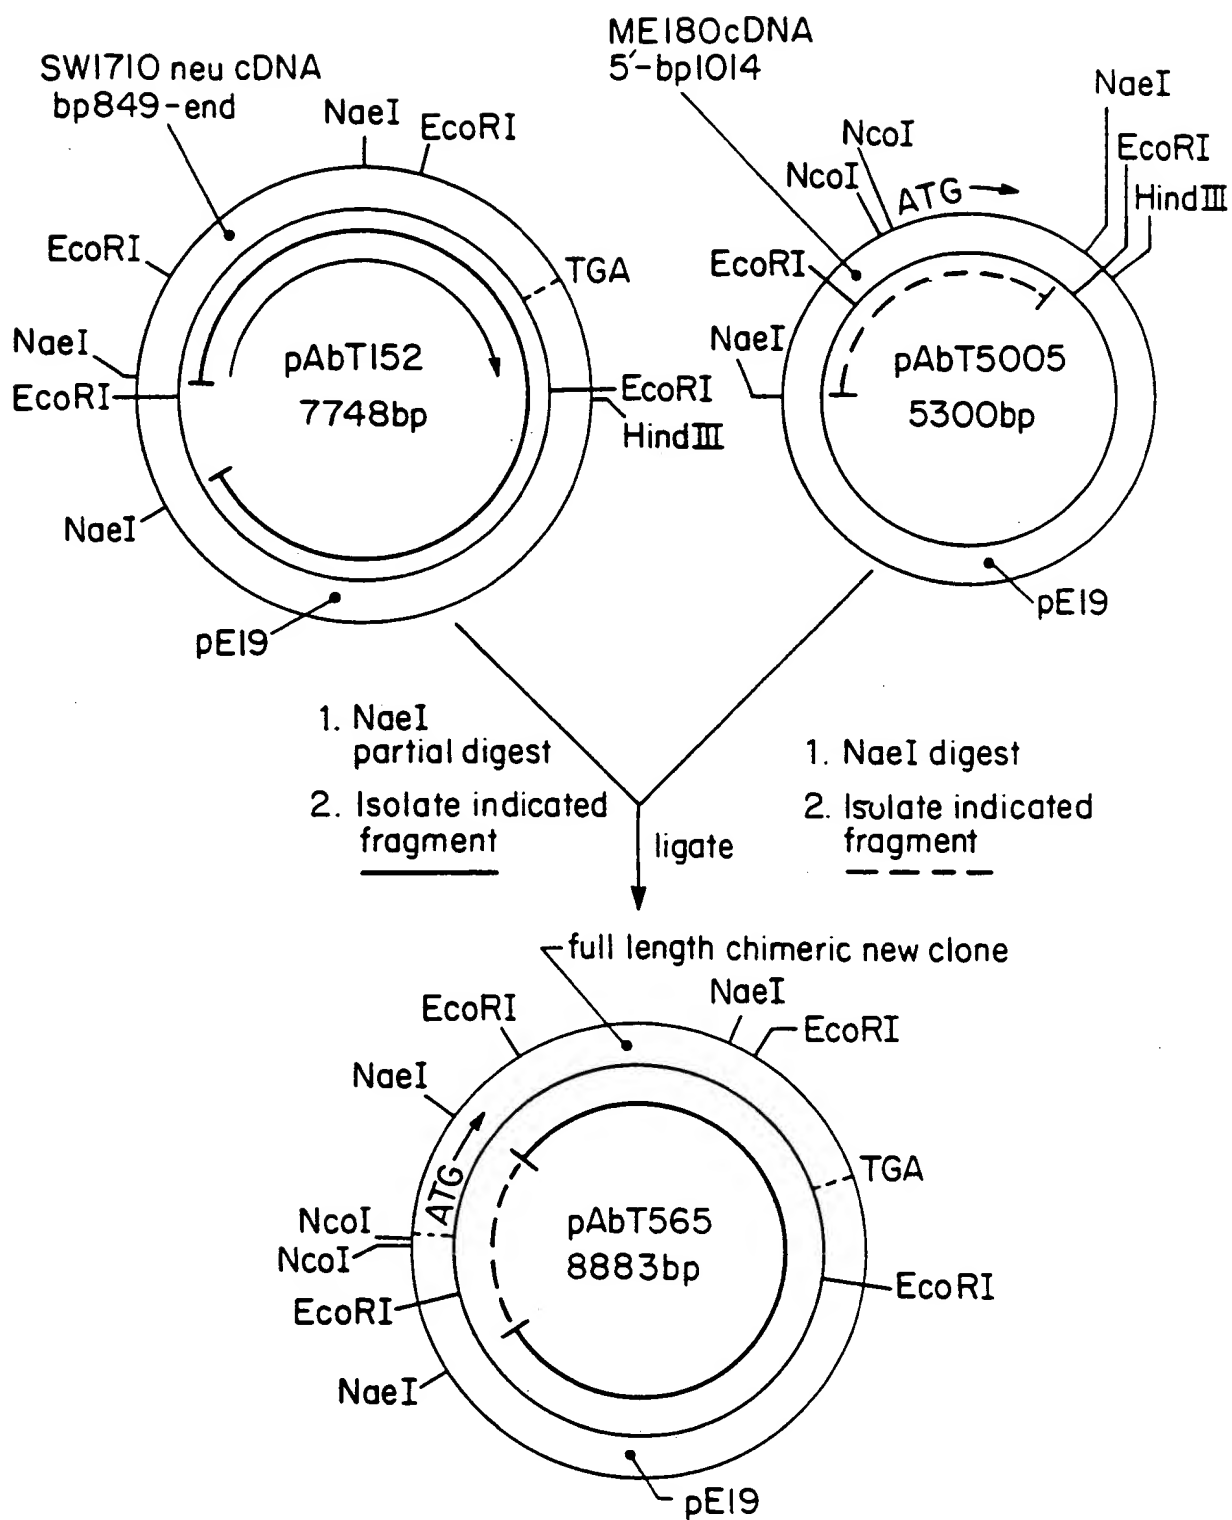 SW1710 neu cDNA
bp849-end
NaeI
EcoRI
EcoRI
NaeI
EcoRI
NaeI
TGA
EcoRI
HindIII
pAbT152
7748bp
pE19
ME180cDNA
5'-bp1014
NcoI
NcoI
ATG
NaeI
EcoRI
HindIII
EcoRI
NaeI
pAbT5005
5300bp
pE19
1. NaeI
partial digest
2. Isolate indicated
fragment
1. NaeI digest
2. Isolate indicated
fragment
ligate
full length chimeric new clone
NaeI
EcoRI
EcoRI
NaeI
ATG
NcoI
NcoI
EcoRI
NaeI
TGA
EcoRI
pAbT565
8883bp
pE19